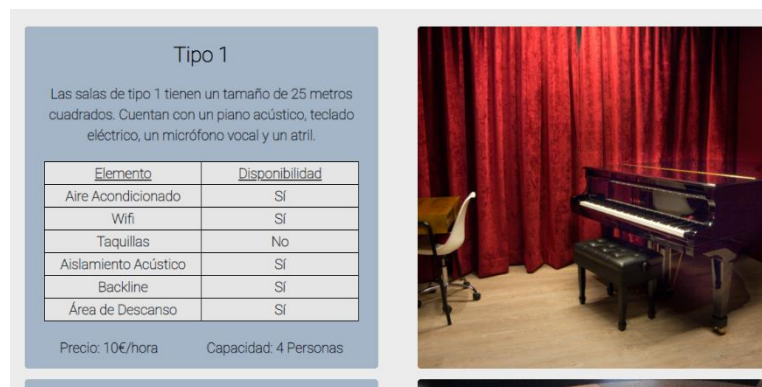 Tipo 1
Las salas de tipo 1 tienen un tamaño de 25 metros
cuadrados. Cuentan con un piano acústico, teclado
eléctrico, un micrófono vocal y un atril.
Elemento Disponibilidad
Aire Acondicionado Sí
Wifi Sí
Taquillas No
Aislamiento Acústico Sí
Backline Sí
Área de Descanso Sí
Precio: 10€/hora Capacidad: 4 Personas